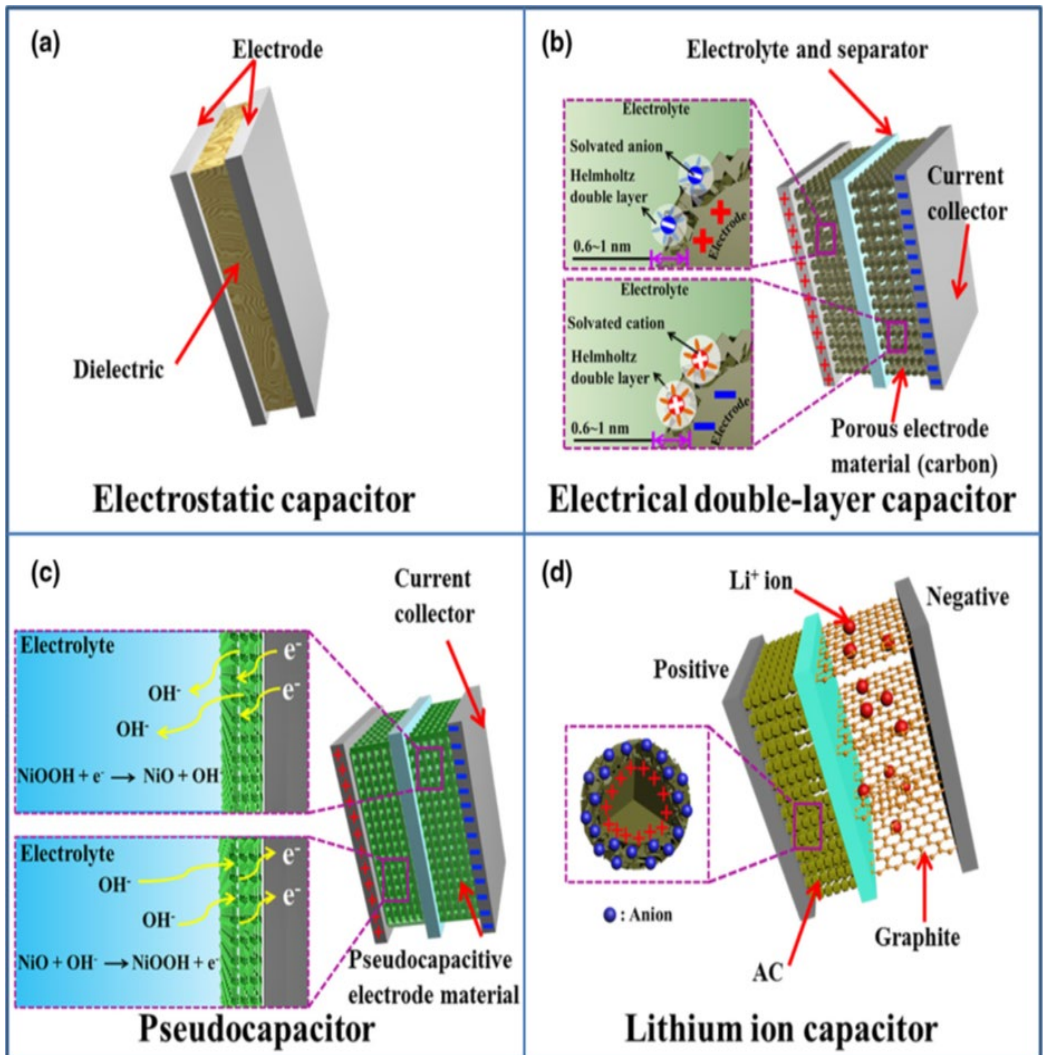 (a)
Electrode
Dielectric
Electrostatic capacitor
(b)
Electrolyte and separator
Electrolyte
Solvated anion
Helmholtz
double layer
0.6~1 nm
Electrode
Electrolyte
Solvated cation
Helmholtz
double layer
0.6~1 nm
Electrode
Current
collector
Porous electrode
material (carbon)
Electrical double-layer capacitor
(c)
Current
collector
Electrolyte
e⁻
OH⁻
e⁻
OH⁻
NiOOH + e⁻ → NiO + OH⁻
Electrolyte
e⁻
OH⁻
e⁻
OH⁻
NiO + OH⁻ → NiOOH + e⁻
Pseudocapacitive
electrode material
Pseudocapacitor
(d)
Li⁺ ion
Negative
Positive
: Anion
Graphite
AC
Lithium ion capacitor